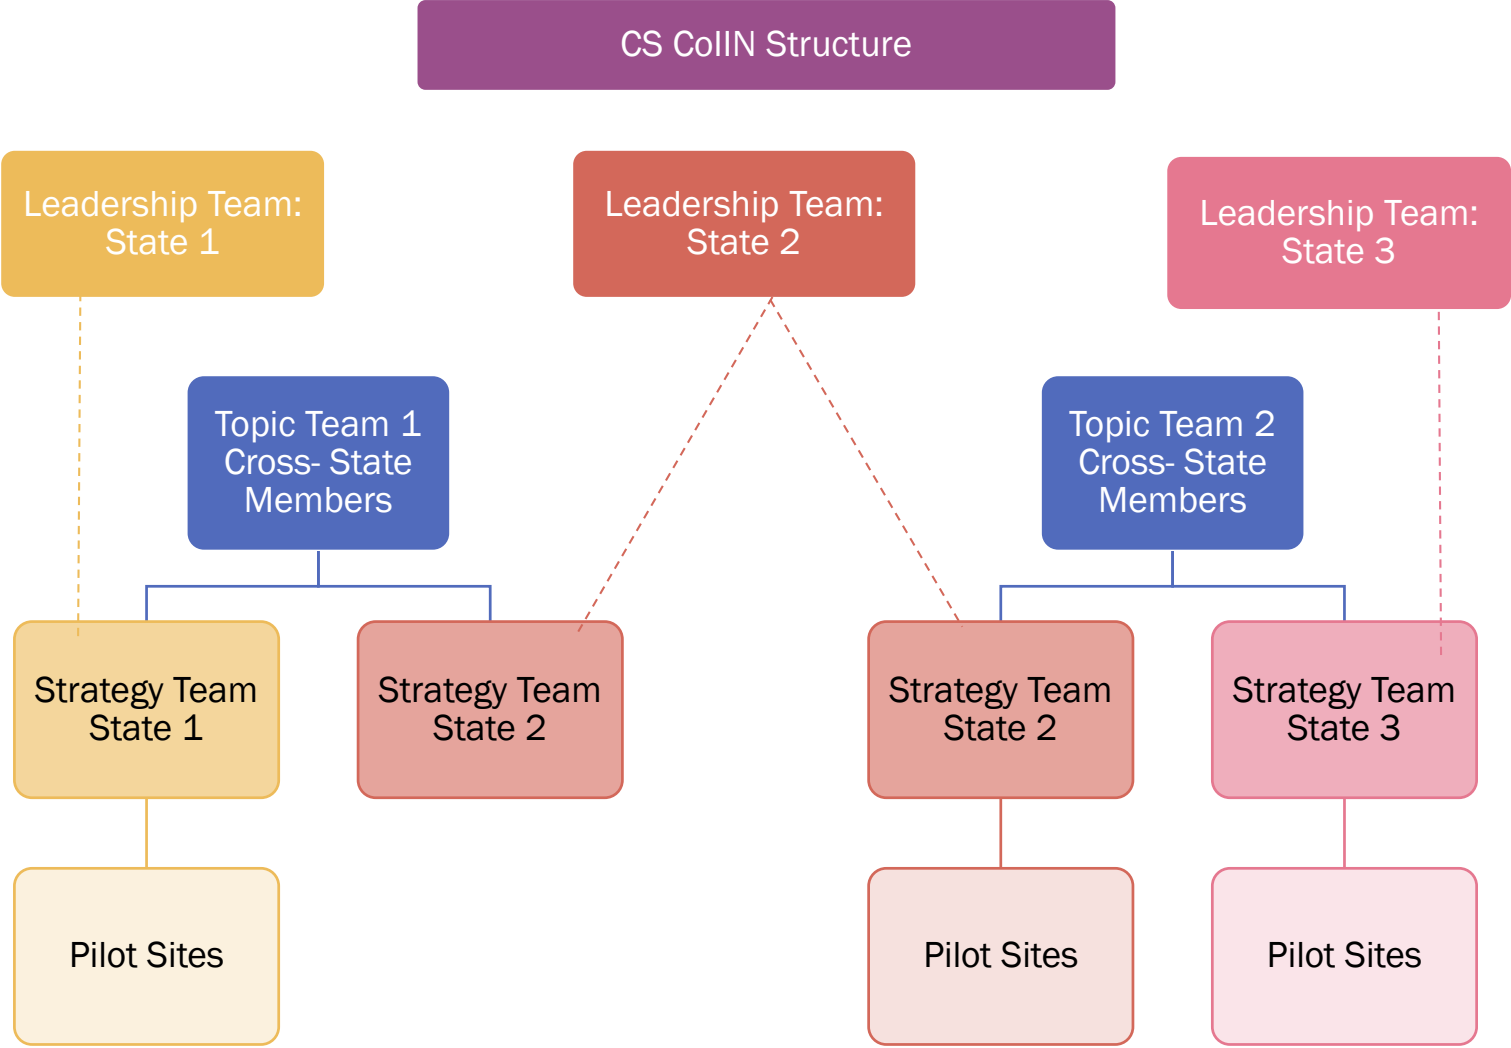 CS CoIIN Structure
Leadership Team:
State 1
Leadership Team:
State 2
Leadership Team:
State 3
Topic Team 1
Cross- State
Members
Topic Team 2
Cross- State
Members
Strategy Team
State 1
Strategy Team
State 2
Strategy Team
State 2
Strategy Team
State 3
Pilot Sites
Pilot Sites
Pilot Sites